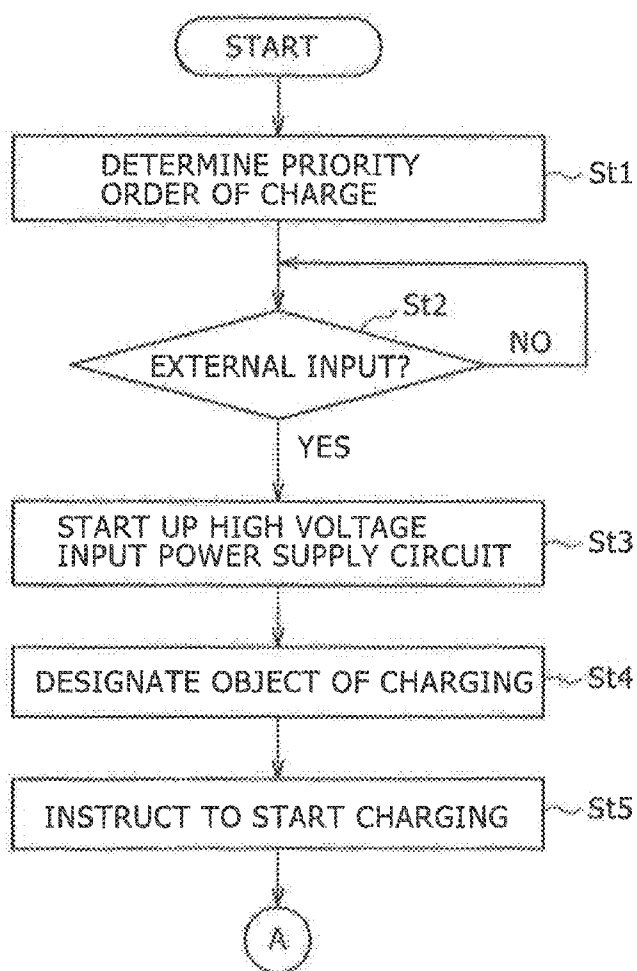 START
DETERMINE PRIORITY
ORDER OF CHARGE
St1
St2
EXTERNAL INPUT?
NO
YES
START UP HIGH VOLTAGE
INPUT POWER SUPPLY CIRCUIT
St3
DESIGNATE OBJECT OF CHARGING
St4
INSTRUCT TO START CHARGING
St5
A